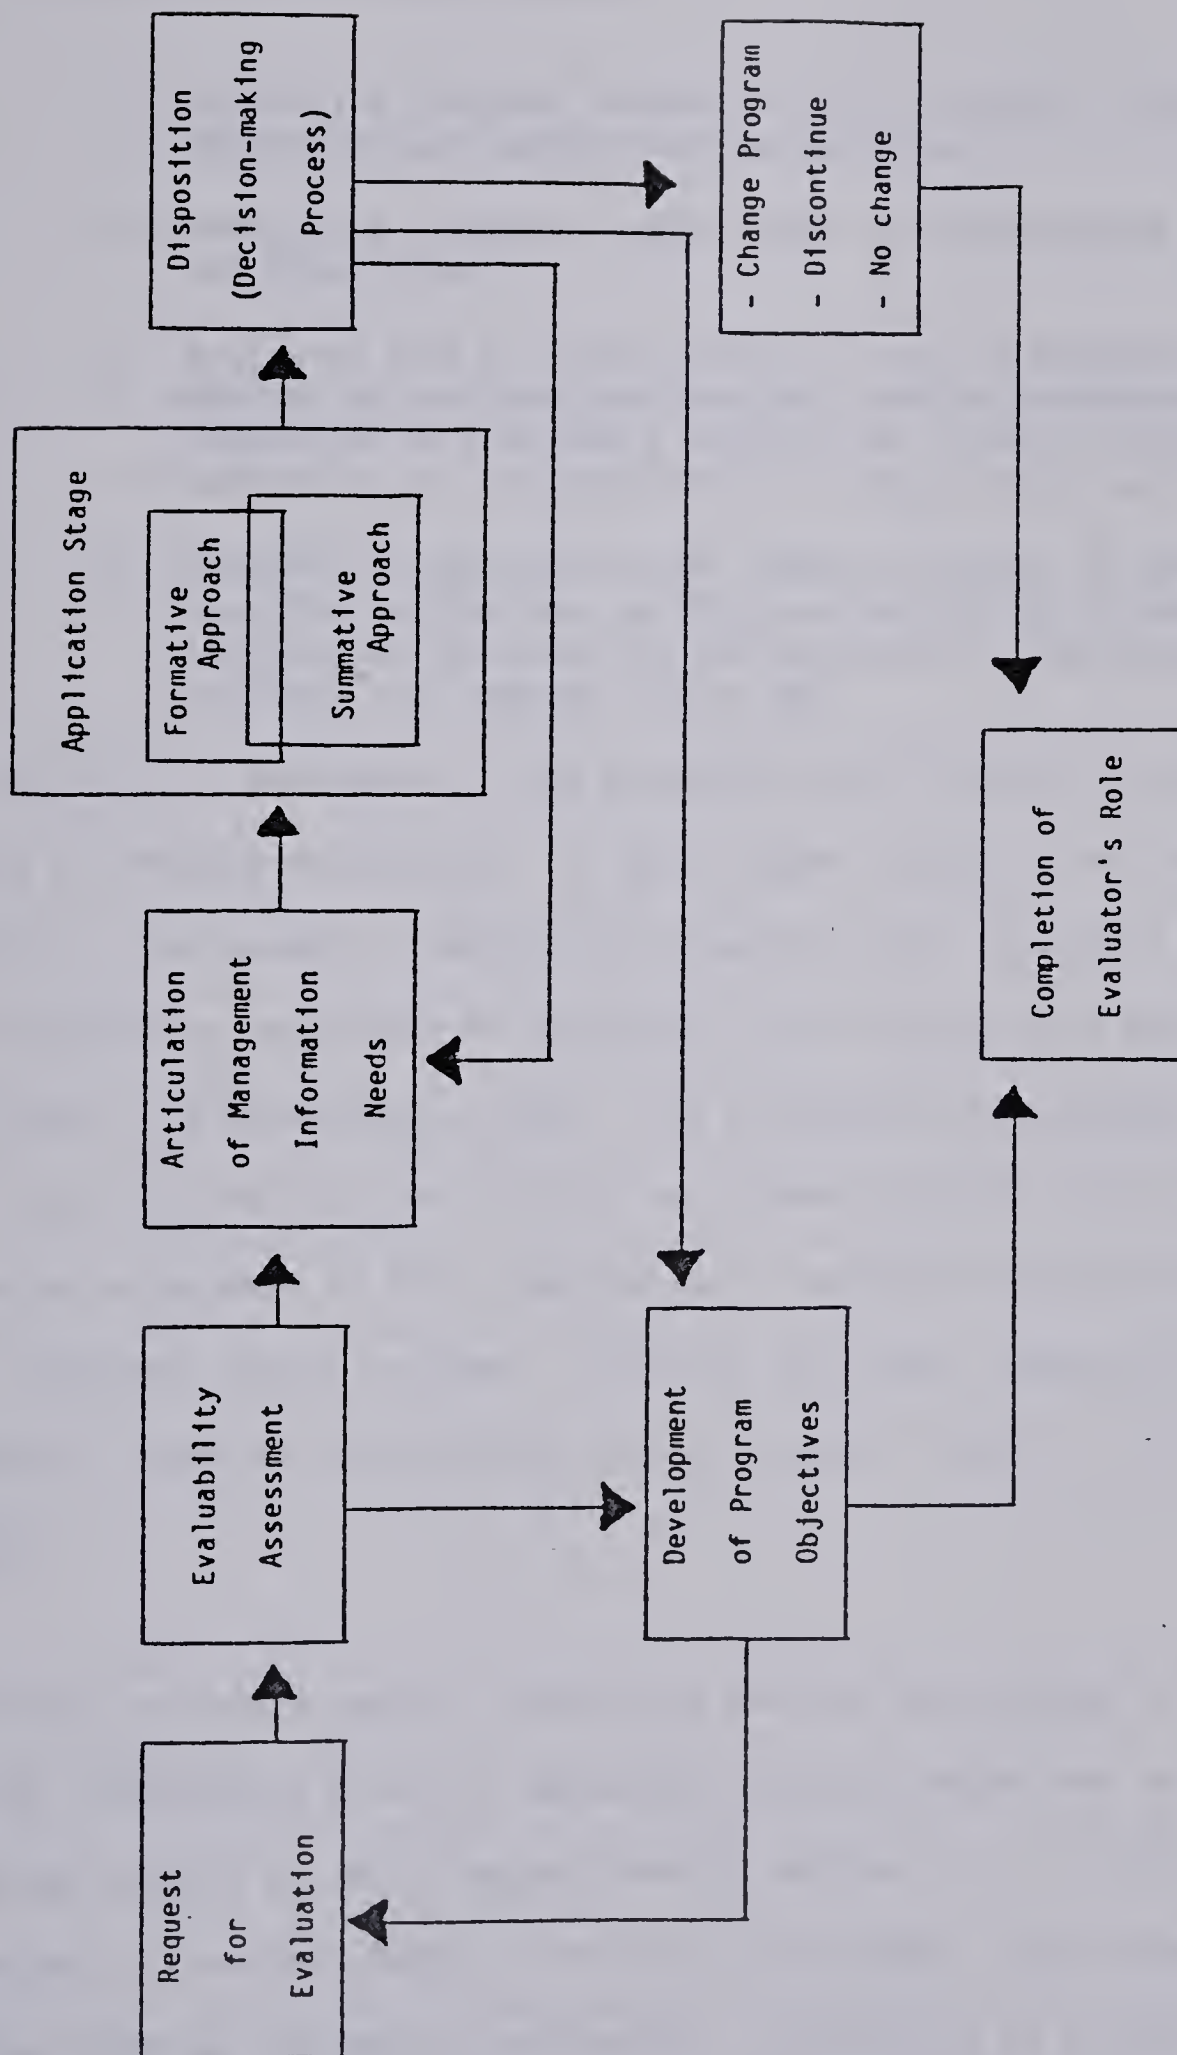 Request
for
Evaluation
Evaluability
Assessment
Articulation
of Management
Information
Needs
Application Stage
Formative
Approach
Summative
Approach
Disposition
(Decision-making
Process)
Development
of Program
Objectives
- Change Program
- Discontinue
- No change
Completion of
Evaluator's Role